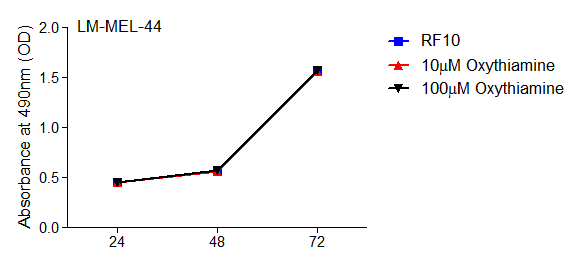 LM-MEL-44
Absorbance at 490nm (OD)
2.0
1.5
1.0
0.5
0.0
24 48 72
RF10
10μM Oxythiamine
100μM Oxythiamine